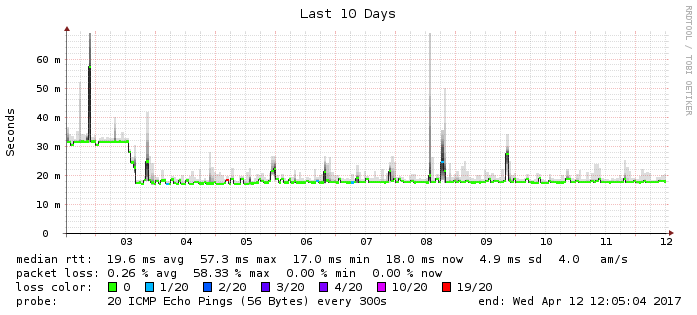 Last 10 Days
RRDTOOL / TOBI OETIKER
Seconds
60 m
50 m
40 m
30 m
20 m
10 m
0
03 04 05 06 07 08 09 10 11 12
median rtt: 19.6 ms avg 57.3 ms max 17.0 ms min 18.0 ms now 4.9 ms sd 4.0 am/s
packet loss: 0.26 % avg 58.33 % max 0.00 % min 0.00 % now
loss color: 0 1/20 2/20 3/20 4/20 10/20 19/20
probe: 20 ICMP Echo Pings (56 Bytes) every 300s end: Wed Apr 12 12:05:04 2017